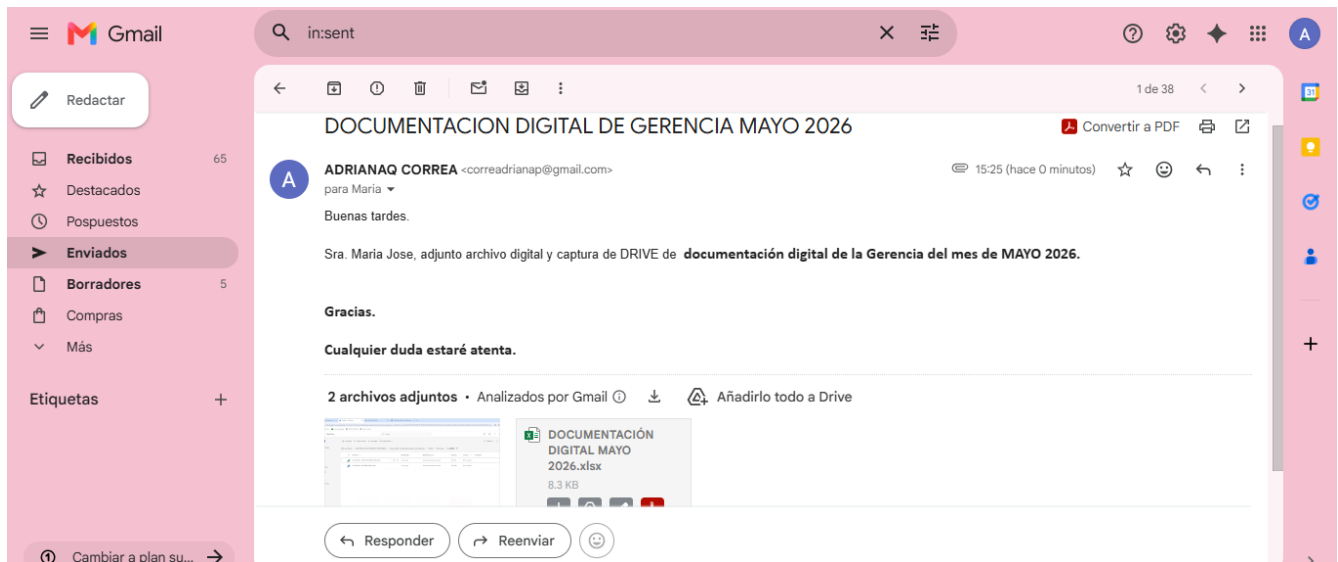 Gmail
in:sent
A
Redactar
1 de 38
Recibidos 65
Destacados
Pospuestos
Enviados
Borradores 5
Compras
Más
Etiquetas
Cambiar a plan su...
DOCUMENTACION DIGITAL DE GERENCIA MAYO 2026
Convertir a PDF
A
ADRIANAQ CORREA <correadrianap@gmail.com>
15:25 (hace 0 minutos)
para Maria
Buenas tardes.
Sra. Maria Jose, adjunto archivo digital y captura de DRIVE de documentación digital de la Gerencia del mes de MAYO 2026.
Gracias.
Cualquier duda estaré atenta.
2 archivos adjuntos • Analizados por Gmail
Añadirlo todo a Drive
DOCUMENTACIÓN
DIGITAL MAYO
2026.xlsx
8.3 KB
Responder
Reenviar
31